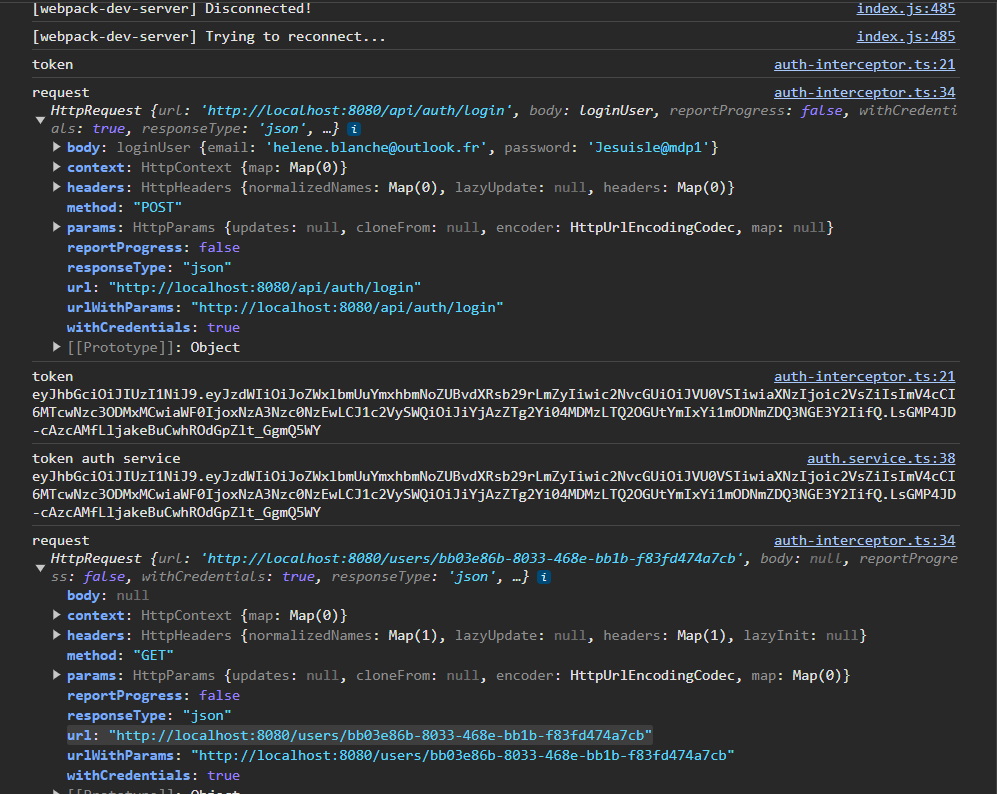 [webpack-dev-server] Disconnected! index.js:485
[webpack-dev-server] Trying to reconnect... index.js:485
token auth-interceptor.ts:21
request auth-interceptor.ts:34
HttpRequest {url: 'http://localhost:8080/api/auth/login', body: loginUser, reportProgress: false, withCredenti
als: true, responseType: 'json', …} i
body: loginUser {email: 'helene.blanche@outlook.fr', password: 'Jesuisle@mdp1'}
context: HttpContext {map: Map(0)}
headers: HttpHeaders {normalizedNames: Map(0), lazyUpdate: null, headers: Map(0)}
method: "POST"
params: HttpParams {updates: null, cloneFrom: null, encoder: HttpUrlEncodingCodec, map: null}
reportProgress: false
responseType: "json"
url: "http://localhost:8080/api/auth/login"
urlWithParams: "http://localhost:8080/api/auth/login"
withCredentials: true
[[Prototype]]: Object
token auth-interceptor.ts:21
eyJhbGciOiJIUzI1NiJ9.eyJzdWIiOiJoZWxlbmUuYmxhbmNoZUBvdXRsb29rLmZyIiwic2NvcGUiOiJVU0VSIiwiaXNzIjoic2VsZiIsImV4cCI
6MTcwNzc3ODMxMCwiaWF0IjoxNzA3Nzc0NzEwLCJ1c2VySWQiOiJiYjAzZTg2Yi04MDMzLTQ2OGUtYmIxYi1mODNmZDQ3NGE3Y2IifQ.LsGMP4JD
-cAzcAMfLljakeBuCwhROdGpZlt_GgmQ5WY
token auth service auth.service.ts:38
eyJhbGciOiJIUzI1NiJ9.eyJzdWIiOiJoZWxlbmUuYmxhbmNoZUBvdXRsb29rLmZyIiwic2NvcGUiOiJVU0VSIiwiaXNzIjoic2VsZiIsImV4cCI
6MTcwNzc3ODMxMCwiaWF0IjoxNzA3Nzc0NzEwLCJ1c2VySWQiOiJiYjAzZTg2Yi04MDMzLTQ2OGUtYmIxYi1mODNmZDQ3NGE3Y2IifQ.LsGMP4JD
-cAzcAMfLljakeBuCwhROdGpZlt_GgmQ5WY
request auth-interceptor.ts:34
HttpRequest {url: 'http://localhost:8080/users/bb03e86b-8033-468e-bb1b-f83fd474a7cb', body: null, reportProgre
ss: false, withCredentials: true, responseType: 'json', …} i
body: null
context: HttpContext {map: Map(0)}
headers: HttpHeaders {normalizedNames: Map(1), lazyUpdate: null, headers: Map(1), lazyInit: null}
method: "GET"
params: HttpParams {updates: null, cloneFrom: null, encoder: HttpUrlEncodingCodec, map: Map(0)}
reportProgress: false
responseType: "json"
url: "http://localhost:8080/users/bb03e86b-8033-468e-bb1b-f83fd474a7cb"
urlWithParams: "http://localhost:8080/users/bb03e86b-8033-468e-bb1b-f83fd474a7cb"
withCredentials: true
[[Prototype]]: Object